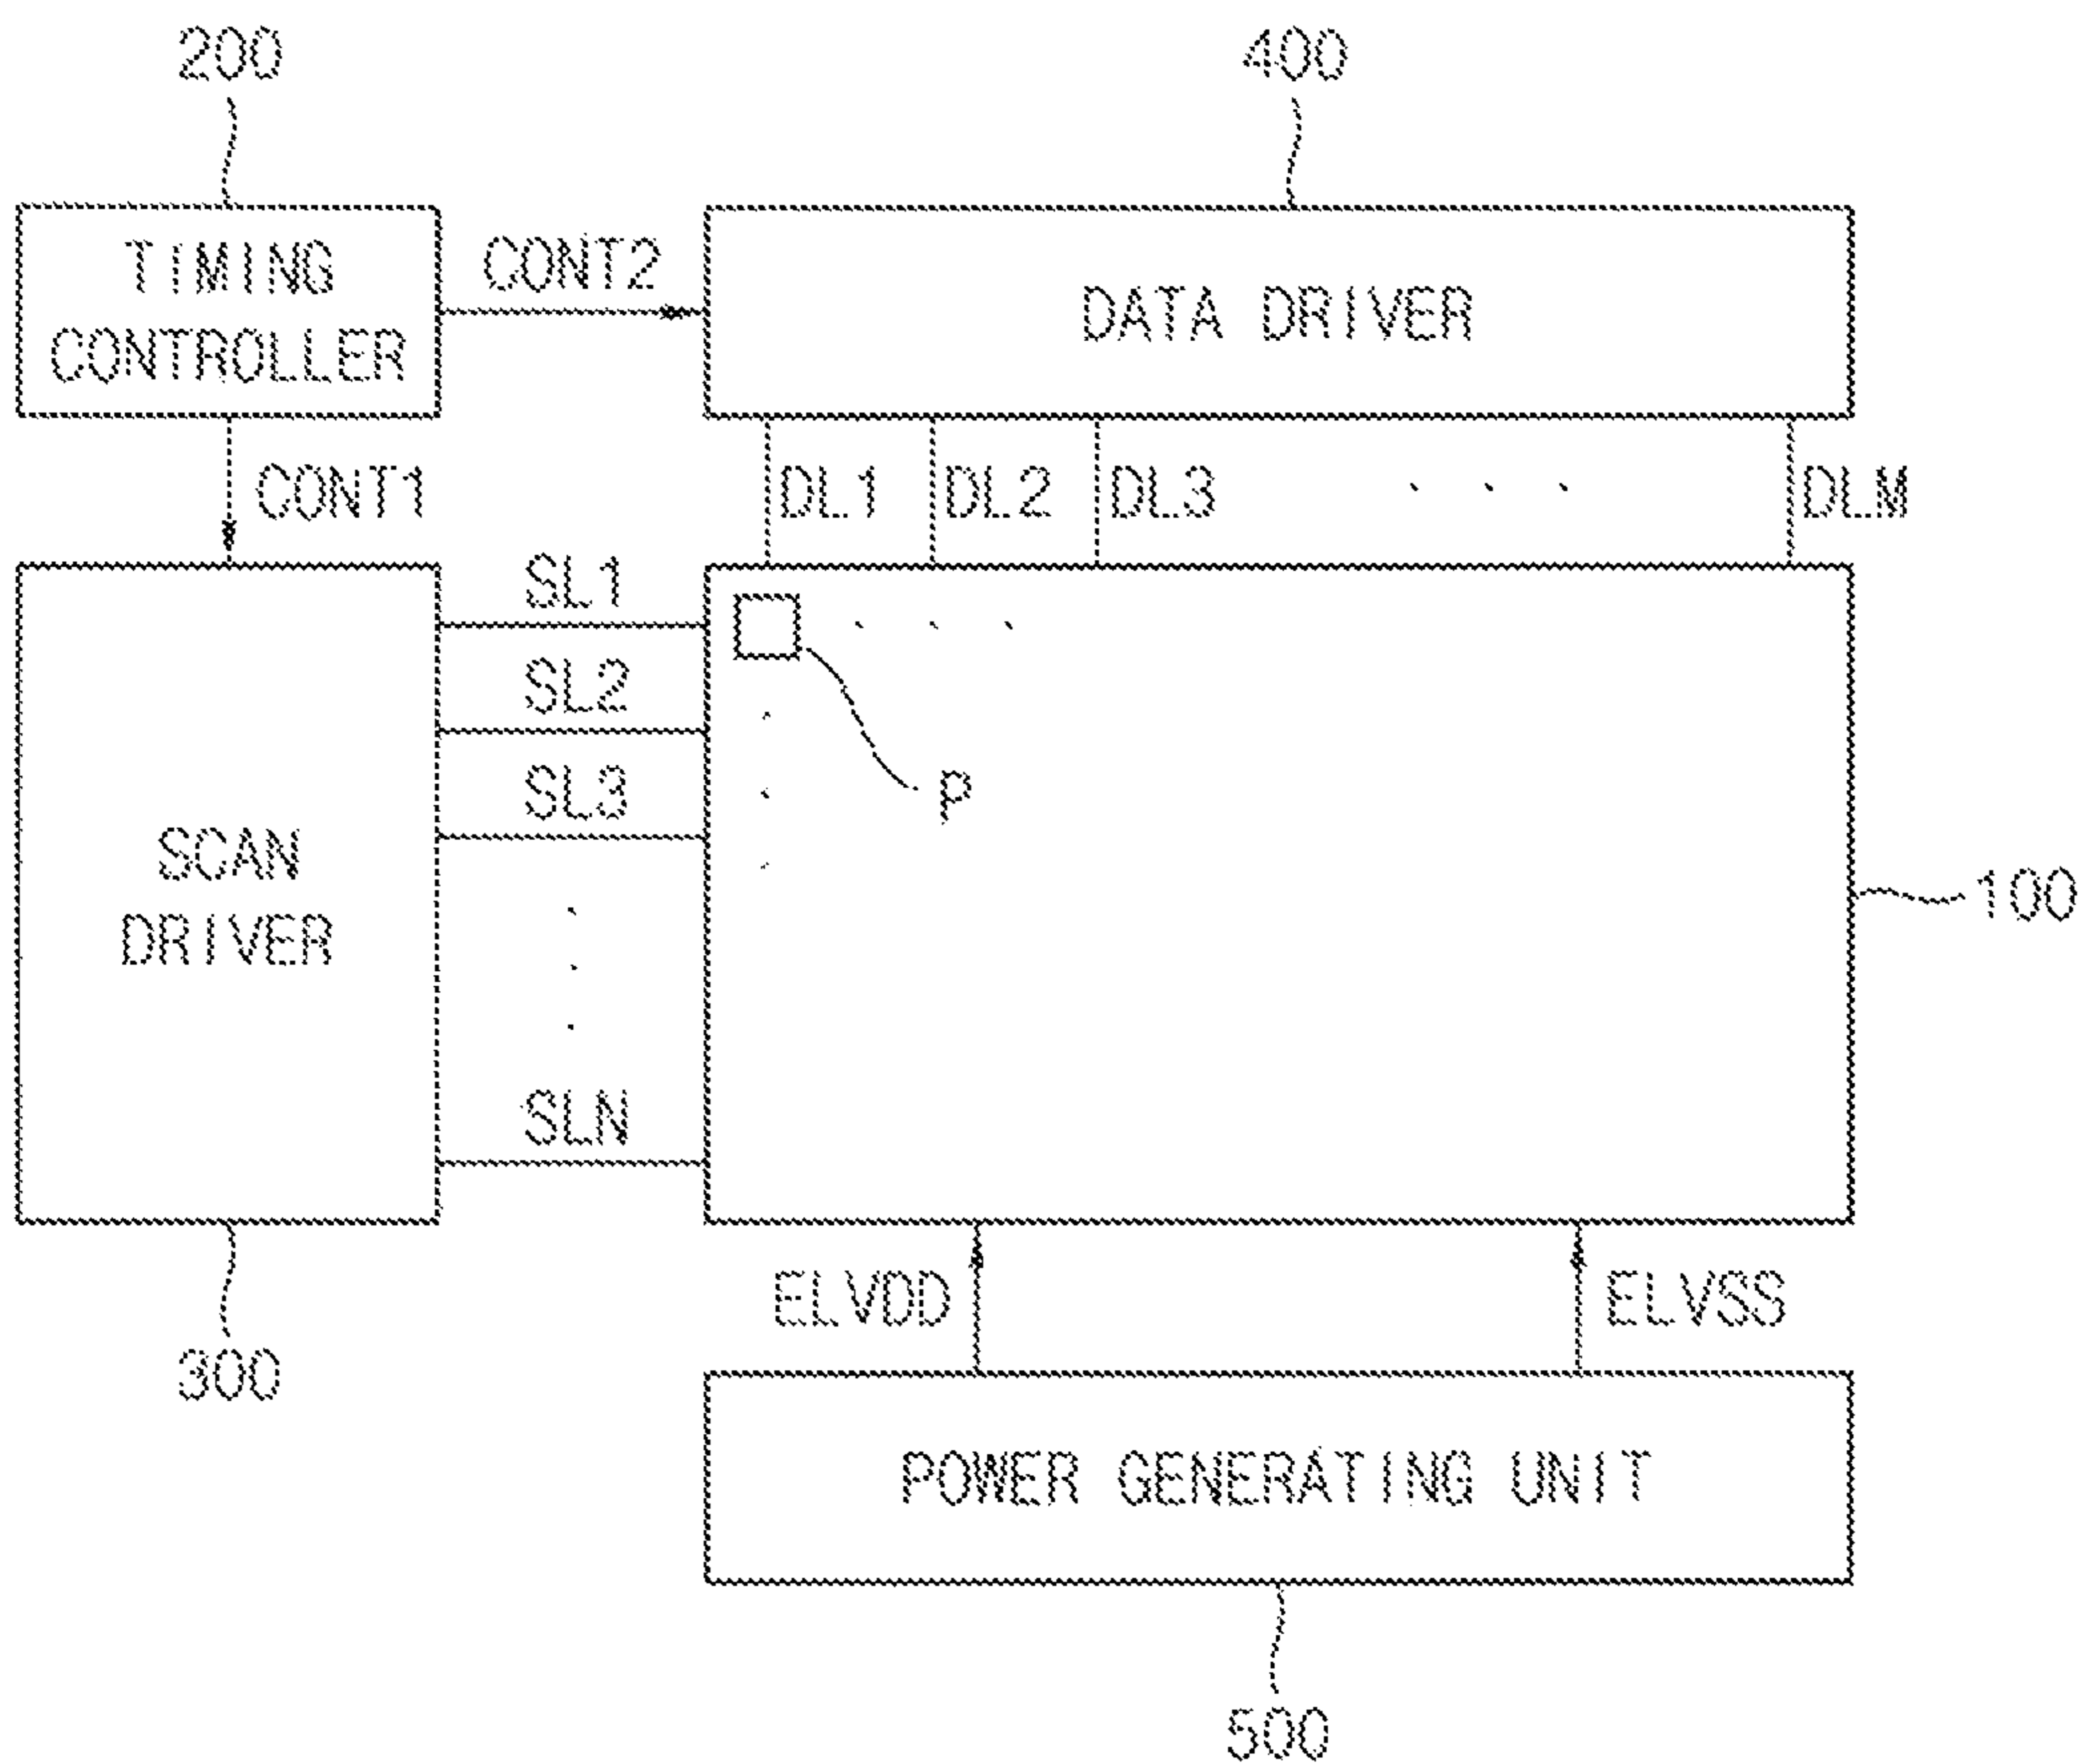 200
400
TIMING
CONTROLLER
CONT2
DATA DRIVER
CONT1
DL1
DL2
DL3
DLM
SL1
SL2
SL3
P
SCAN
DRIVER
100
SLN
ELVDD
ELVSS
300
POWER GENERATING UNIT
500